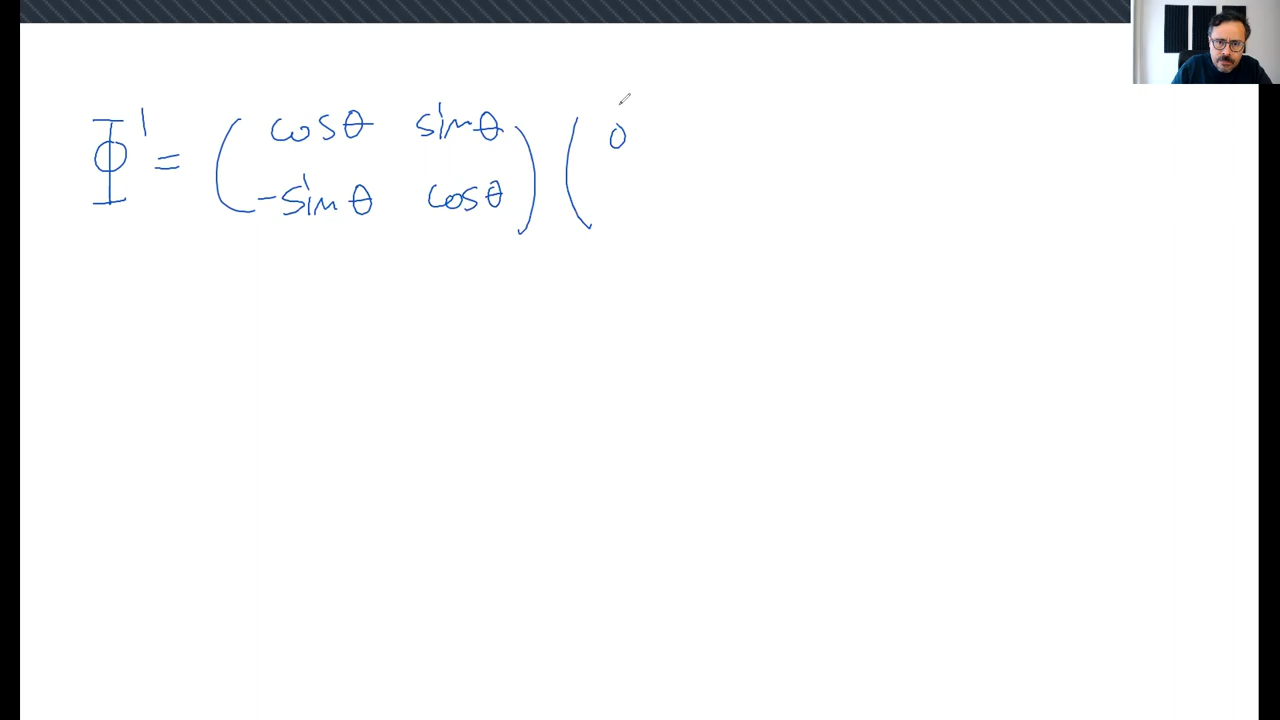 Φ' = ( cosθ sinθ ) ( 0
-sinθ cosθ